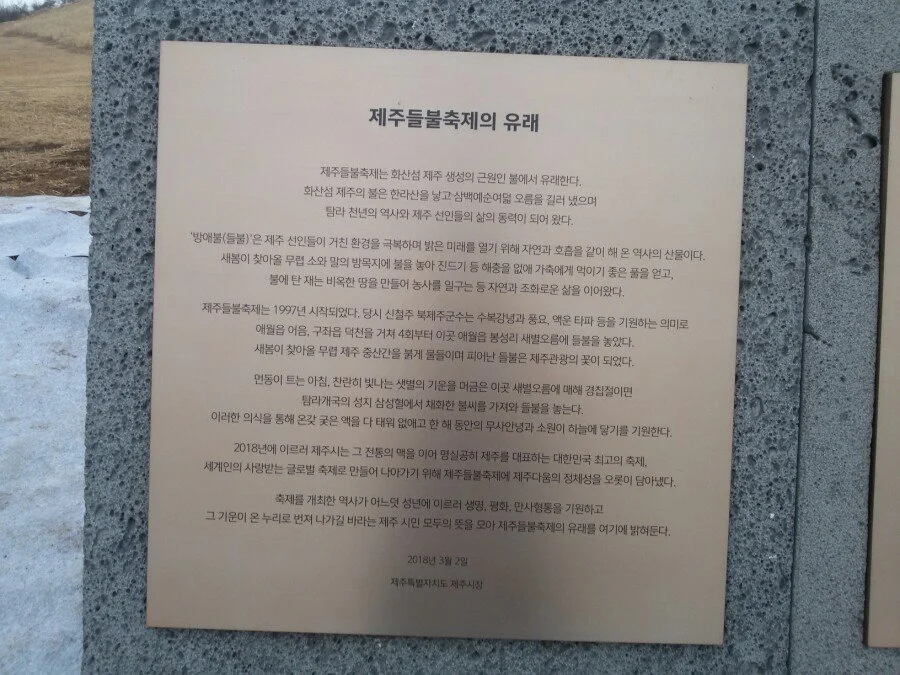 제주들불축제의 유래
제주들불축제는 화산섬 제주 생성의 근원인 불에서 유래한다.
화산섬 제주의 불은 한라산을 낳고 삼백예순여덟 오름을 길러 냈으며
탐라 천년의 역사와 제주 선인들의 삶의 동력이 되어 왔다.
'방애불(들불)'은 제주 선인들이 거친 환경을 극복하며 밝은 미래를 열기 위해 자연과 호흡을 같이 해 온 역사의 산물이다.
새봄이 찾아올 무렵 소와 말의 방목지에 불을 놓아 진드기 등 해충을 없애 가축에게 먹이기 좋은 풀을 얻고,
불에 탄 재는 비옥한 땅을 만들어 농사를 일구는 등 자연과 조화로운 삶을 이어왔다.
제주들불축제는 1997년 시작되었다. 당시 신철주 북제주군수는 수복강녕과 풍요, 액운 타파 등을 기원하는 의미로
애월읍 어음, 구좌읍 덕천을 거쳐 4회부터 이곳 애월읍 봉성리 새별오름에 들불을 놓았다.
새봄이 찾아올 무렵 제주 중산간을 붉게 물들이며 피어난 들불은 제주관광의 꽃이 되었다.
먼동이 트는 아침, 찬란히 빛나는 샛별의 기운을 머금은 이곳 새별오름에 매해 경칩절이면
탐라개국의 성지 삼성혈에서 채화한 불씨를 가져와 들불을 놓는다.
이러한 의식을 통해 온갖 궂은 액을 다 태워 없애고 한 해 동안의 무사안녕과 소원이 하늘에 닿기를 기원한다.
2018년에 이르러 제주시는 그 전통의 맥을 이어 명실공히 제주를 대표하는 대한민국 최고의 축제,
세계인의 사랑받는 글로벌 축제로 만들어 나아가기 위해 제주들불축제에 제주다움의 정체성을 오롯이 담아냈다.
축제를 개최한 역사가 어느덧 성년에 이르러 생명, 평화, 만사형통을 기원하고
그 기운이 온 누리로 번져 나가길 바라는 제주 시민 모두의 뜻을 모아 제주들불축제의 유래를 여기에 밝혀둔다.
2018년 3월 2일
제주특별자치도 제주시장